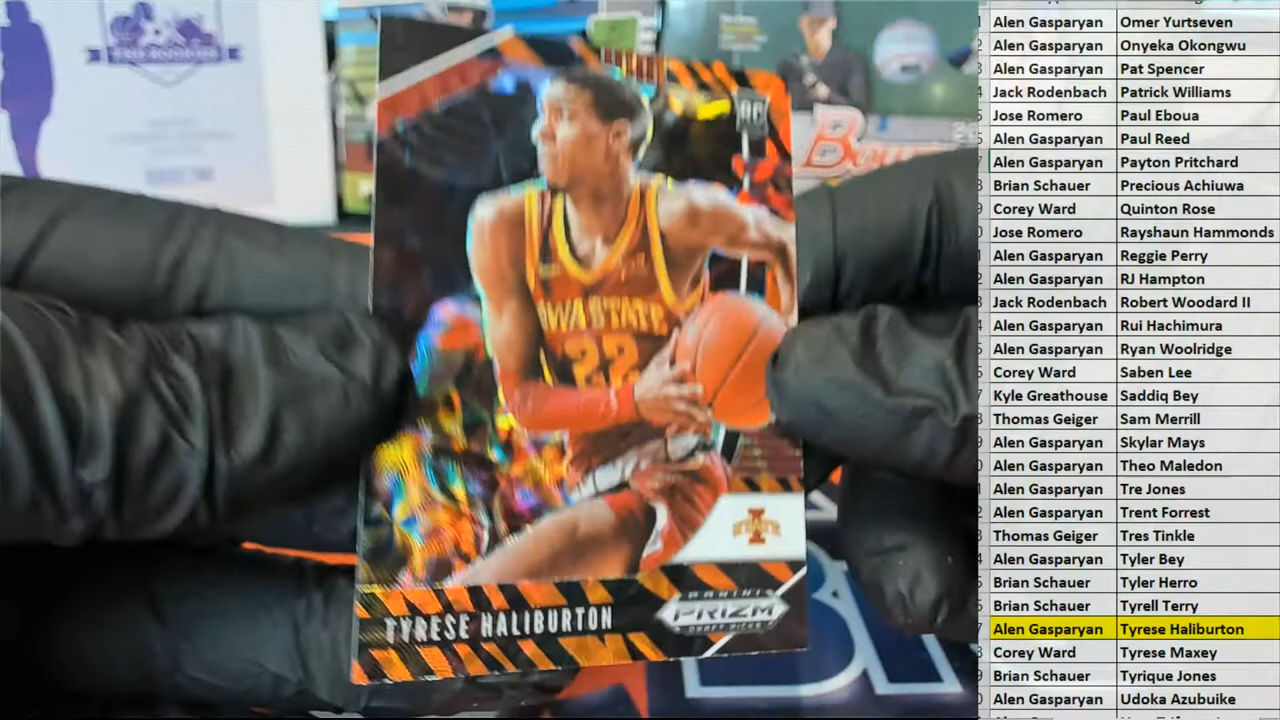 RC
IOWA STATE
22
STATE
TYRESE HALIBURTON
PANINI
PRIZM
DRAFT PICKS
Alen Gasparyan Omer Yurtseven
Alen Gasparyan Onyeka Okongwu
Alen Gasparyan Pat Spencer
Jack Rodenbach Patrick Williams
Jose Romero Paul Eboua
Alen Gasparyan Paul Reed
Alen Gasparyan Payton Pritchard
Brian Schauer Precious Achiuwa
Corey Ward Quinton Rose
Jose Romero Rayshaun Hammonds
Alen Gasparyan Reggie Perry
Alen Gasparyan RJ Hampton
Jack Rodenbach Robert Woodard II
Alen Gasparyan Rui Hachimura
Alen Gasparyan Ryan Woolridge
Corey Ward Saben Lee
Kyle Greathouse Saddiq Bey
Thomas Geiger Sam Merrill
Alen Gasparyan Skylar Mays
Alen Gasparyan Theo Maledon
Alen Gasparyan Tre Jones
Alen Gasparyan Trent Forrest
Thomas Geiger Tres Tinkle
Alen Gasparyan Tyler Bey
Brian Schauer Tyler Herro
Brian Schauer Tyrell Terry
Alen Gasparyan Tyrese Haliburton
Corey Ward Tyrese Maxey
Brian Schauer Tyrique Jones
Alen Gasparyan Udoka Azubuike